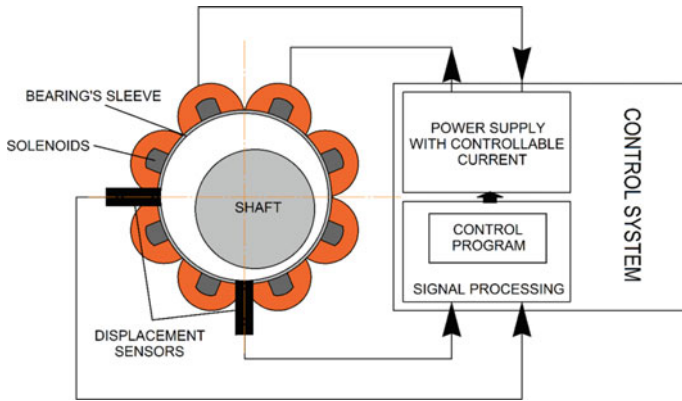 BEARING'S SLEEVE
SOLENOIDS
SHAFT
DISPLACEMENT
SENSORS
POWER SUPPLY
WITH CONTROLLABLE
CURRENT
CONTROL
PROGRAM
SIGNAL PROCESSING
CONTROL SYSTEM